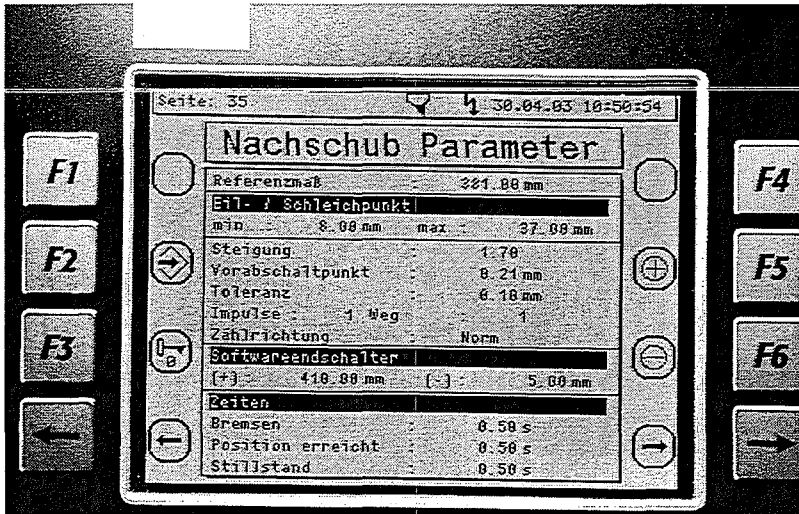 Seite: 35 30.04.03 10:50:54
Nachschub Parameter
Referenzmaß : 381.00 mm
Eil- / Schleichpunkt
min : 8.00 mm max : 37.00 mm
Steigung : 1.70
Vorabschaltpunkt : 0.21 mm
Toleranz : 0.10 mm
Impulse : 1 Weg : 1
Zählrichtung : Norm
Softwareendschalter
(+) : 410.00 mm (-) : 5.00 mm
Zeiten
Bremsen : 0.50 s
Position erreicht : 0.50 s
Stillstand : 0.50 s
F1
F2
F3
F4
F5
F6